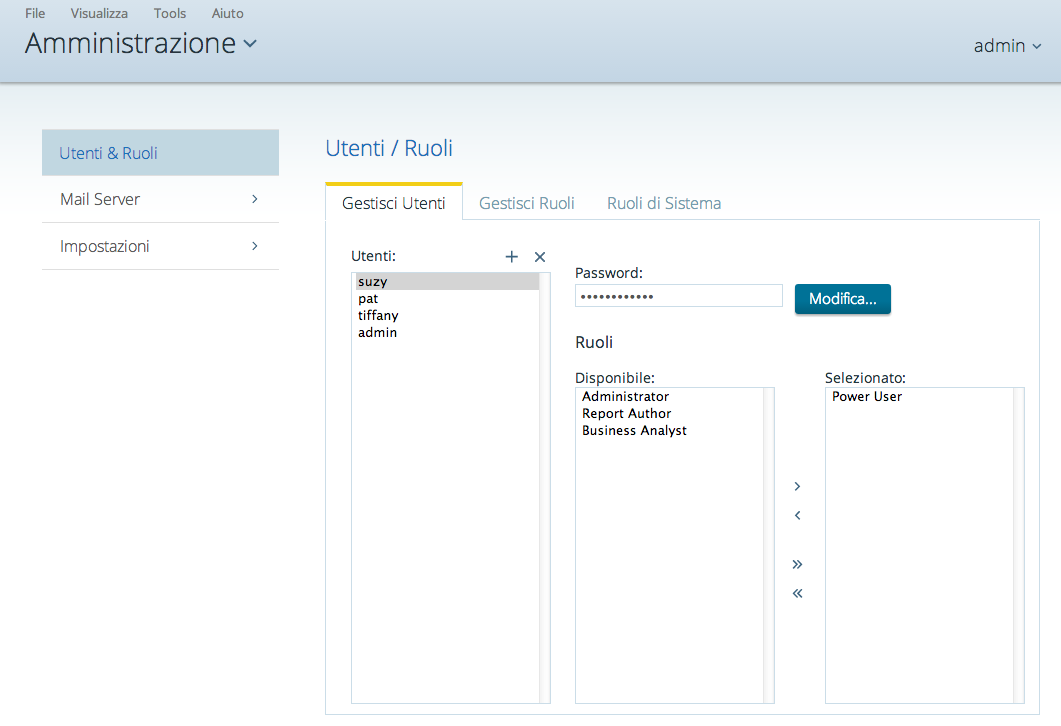 File Visualizza Tools Aiuto
Amministrazione
admin
Utenti & Ruoli
Mail Server
Impostazioni
Utenti / Ruoli
Gestisci Utenti Gestisci Ruoli Ruoli di Sistema
Utenti:
suzy
pat
tiffany
admin
Password:
••••••••••••
Modifica...
Ruoli
Disponibile:
Administrator
Report Author
Business Analyst
Selezionato:
Power User